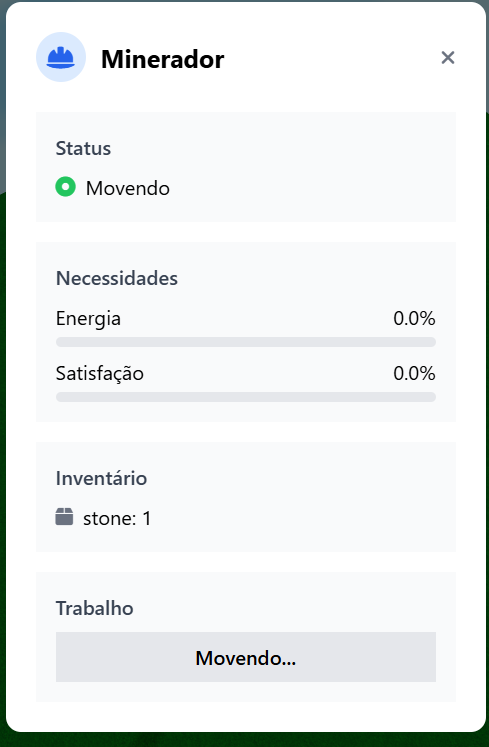 Minerador
Status
Movendo
Necessidades
Energia 0.0%
Satisfação 0.0%
Inventário
stone: 1
Trabalho
Movendo...